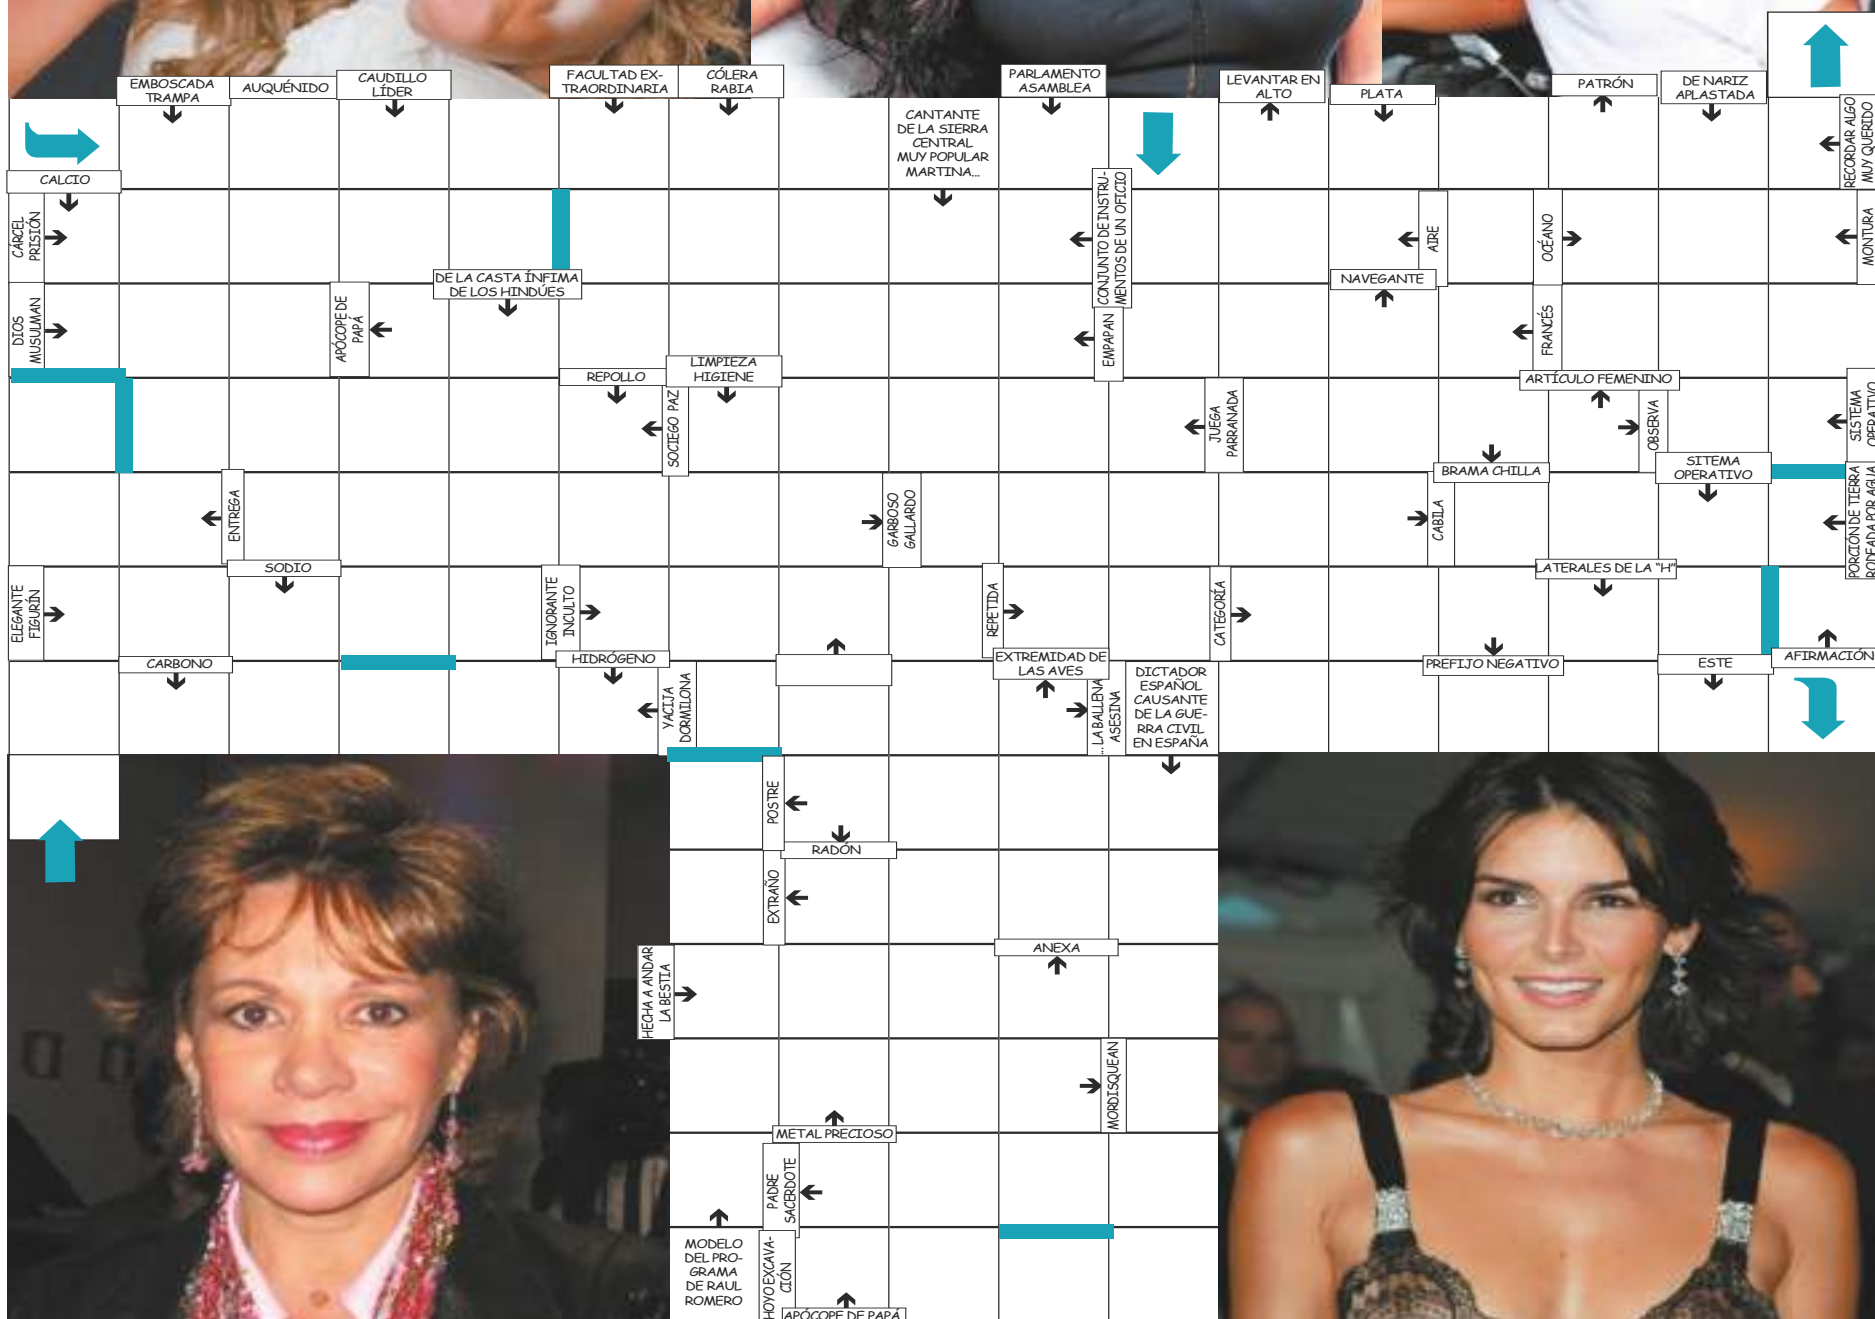 EMBOSCADA
TRAMPA
AUQUÉNIDO
CAUDILLO
LÍDER
FACULTAD EX-
TRAORDINARIA
CÓLERA
RABIA
PARLAMENTO
ASAMBLEA
LEVANTAR EN
ALTO
PLATA
PATRÓN
DE NARIZ
APLASTADA
CANTANTE
DE LA SIERRA
CENTRAL
MUY POPULAR
MARTINA...
RECORDAR ALGO
MUY QUERIDO
CALCIO
CÁRCEL
PRISIÓN
CONJUNTO DE INSTRU-
MENTOS DE UN OFICIO
AIRE
OCÉANO
MONTURA
DE LA CASTA ÍNFIMA
DE LOS HINDÚES
NAVEGANTE
DIOS
MUSULMAN
APÓCOPE DE
PAPÁ
EMPAPAN
FRANCÉS
REPOLLO
LIMPIEZA
HIGIENE
ARTÍCULO FEMENINO
SOCIEGO PAZ
JUEGA
PARRANADA
OBSERVA
SISTEMA
OPERATIVO
BRAMA CHILLA
SITEMA
OPERATIVO
ENTREGA
GARBOSO
GALLARDO
CABILA
PORCIÓN DE TIERRA
RODEADA POR AGUA
SODIO
LATERALES DE LA "H"
ELEGANTE
FIGURÍN
IGNORANTE
INCULTO
REPETIDA
CATEGORÍA
CARBONO
HIDRÓGENO
EXTREMIDAD DE
LAS AVES
PREFIJO NEGATIVO
ESTE
AFIRMACIÓN
YACIJA
DORMILONA
... LA BALLENA
ASESINA
DICTADOR
ESPAÑOL
CAUSANTE
DE LA GUE-
RRA CIVIL
EN ESPAÑA
POSTRE
RADÓN
EXTRAÑO
ANEXA
HECHA A ANDAR
LA BESTIA
MORDISQUEAN
METAL PRECIOSO
PADRE
SACERDOTE
MODELO
DEL PRO-
GRAMA
DE RAUL
ROMERO
HOYO EXCAVA-
CIÓN
APÓCOPE DE PAPÁ